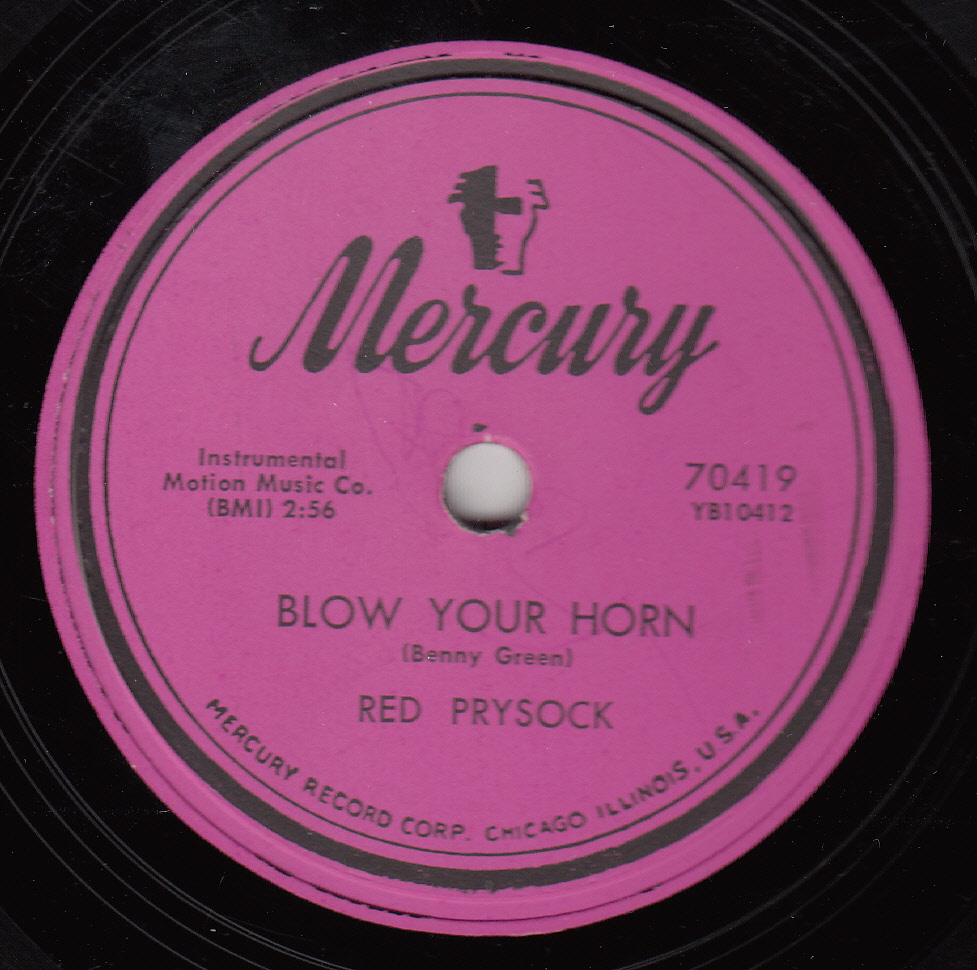 Mercury
Instrumental
Motion Music Co.
(BMI) 2:56
70419
YB10412
BLOW YOUR HORN
(Benny Green)
RED PRYSOCK
MERCURY RECORD CORP. CHICAGO ILLINOIS, U.S.A.